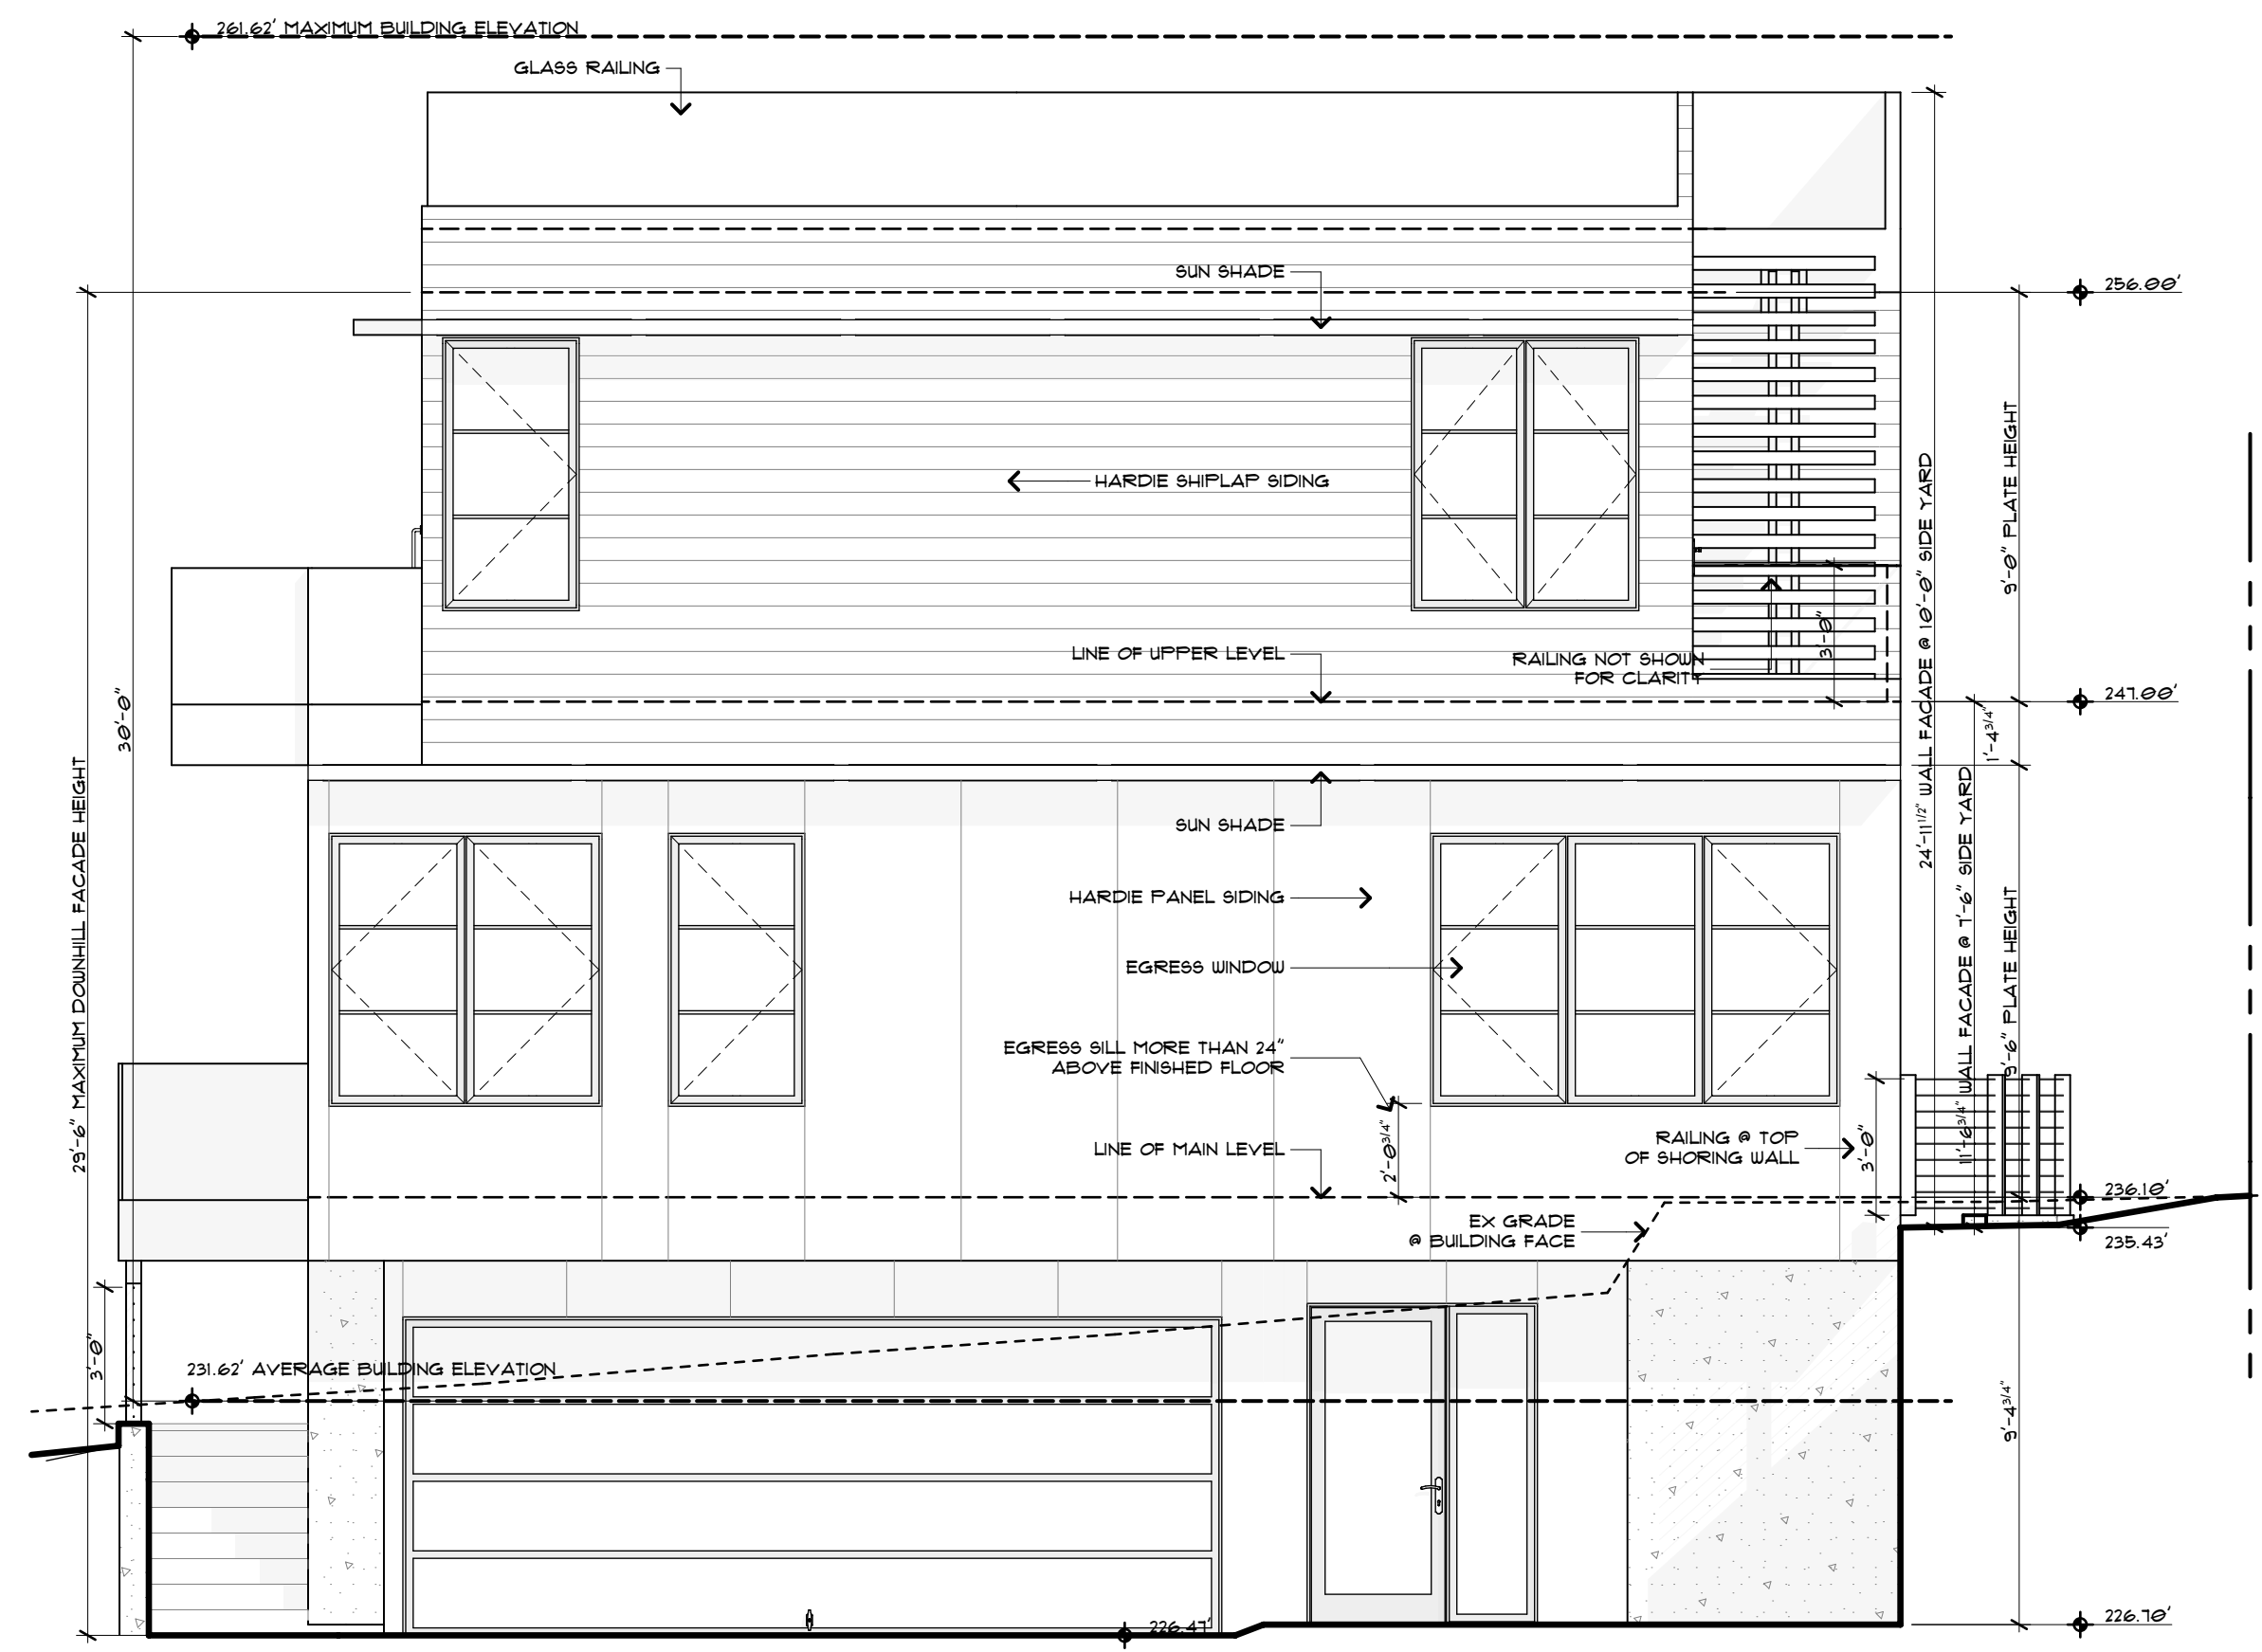 261.62' MAXIMUM BUILDING ELEVATION
GLASS RAILING
SUN SHADE
256.00'
9'-0" PLATE HEIGHT
HARDIE SHIPLAP SIDING
24'-11 1/2" WALL FACADE @ 10'-0" SIDE YARD
LINE OF UPPER LEVEL
RAILING NOT SHOWN
FOR CLARITY
3'-0"
247.00'
1'-4 3/4"
30'-0"
29'-6" MAXIMUM DOWNHILL FACADE HEIGHT
SUN SHADE
11'-6 3/4" WALL FACADE @ 7'-6" SIDE YARD
9'-6" PLATE HEIGHT
HARDIE PANEL SIDING
EGRESS WINDOW
EGRESS SILL MORE THAN 24"
ABOVE FINISHED FLOOR
2'-0 3/4"
LINE OF MAIN LEVEL
RAILING @ TOP
OF SHORING WALL
3'-0"
236.10'
EX GRADE
@ BUILDING FACE
235.43'
3'-0"
231.62' AVERAGE BUILDING ELEVATION
9'-4 3/4"
226.47'
226.70'